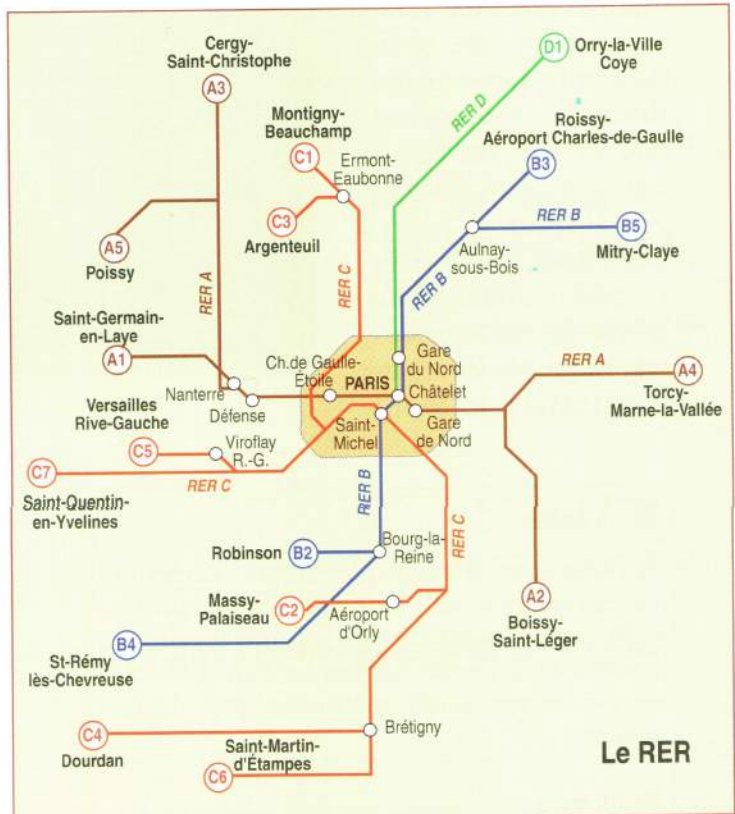 Cergy-
Saint-Christophe
A3
D1
Orry-la-Ville
Coye
Montigny-
Beauchamp
C1
RER D
Roissy-
Aéroport Charles-de-Gaulle
B3
Ermont-
Eaubonne
C3
Argenteuil
A5
Poissy
RER B
B5
Mitry-Claye
Aulnay-
sous-Bois
RER A
RER C
RER B
Saint-Germain-
en-Laye
A1
Ch.de Gaulle-
Étoile
PARIS
Gare
du Nord
RER A
A4
Torcy-
Marne-la-Vallée
Nanterre
Défense
Châtelet
Versailles
Rive-Gauche
Saint-
Michel
Gare
de Nord
C5
Viroflay
R.-G.
C7
RER C
Saint-Quentin-
en-Yvelines
RER B
RER C
Robinson
B2
Bourg-la-
Reine
Massy-
Palaiseau
C2
Aéroport
d'Orly
A2
Boissy-
Saint-Léger
B4
St-Rémy
lès-Chevreuse
C4
Dourdan
Brétigny
Saint-Martin-
d'Étampes
C6
Le RER